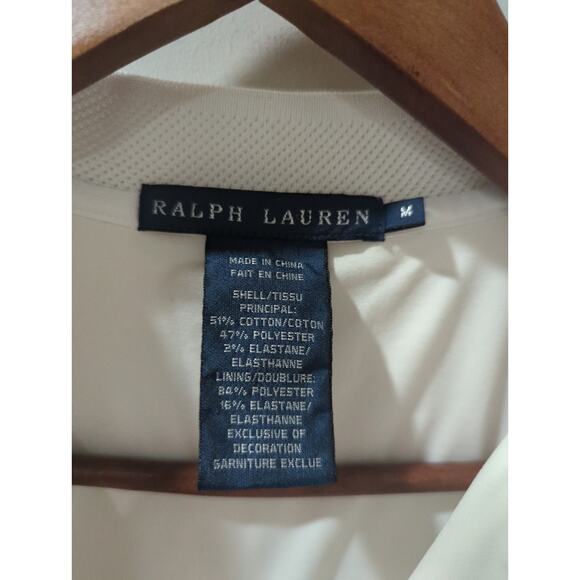 RALPH LAUREN
M
MADE IN CHINA
FAIT EN CHINE
SHELL/TISSU
PRINCIPAL:
51% COTTON/COTON
47% POLYESTER
2% ELASTANE/
ELASTHANNE
LINING/DOUBLURE:
84% POLYESTER
16% ELASTANE/
ELASTHANNE
EXCLUSIVE OF
DECORATION
GARNITURE EXCLUE